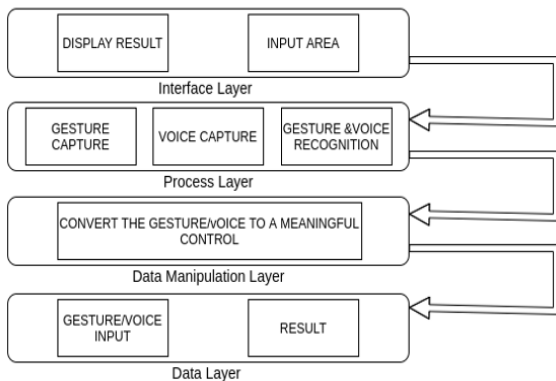 DISPLAY RESULT
INPUT AREA
Interface Layer
GESTURE
CAPTURE
VOICE CAPTURE
GESTURE &VOICE
RECOGNITION
Process Layer
CONVERT THE GESTURE/vOICE TO A MEANINGFUL
CONTROL
Data Manipulation Layer
GESTURE/VOICE
INPUT
RESULT
Data Layer